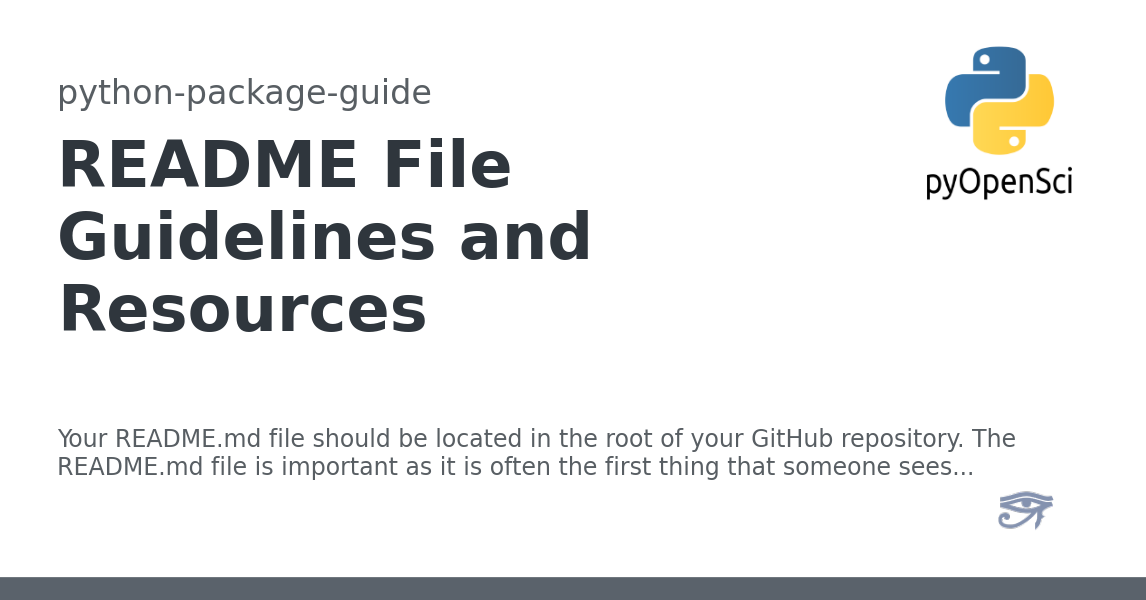 python-package-guide
README File
Guidelines and
Resources
pyOpenSci
Your README.md file should be located in the root of your GitHub repository. The
README.md file is important as it is often the first thing that someone sees...